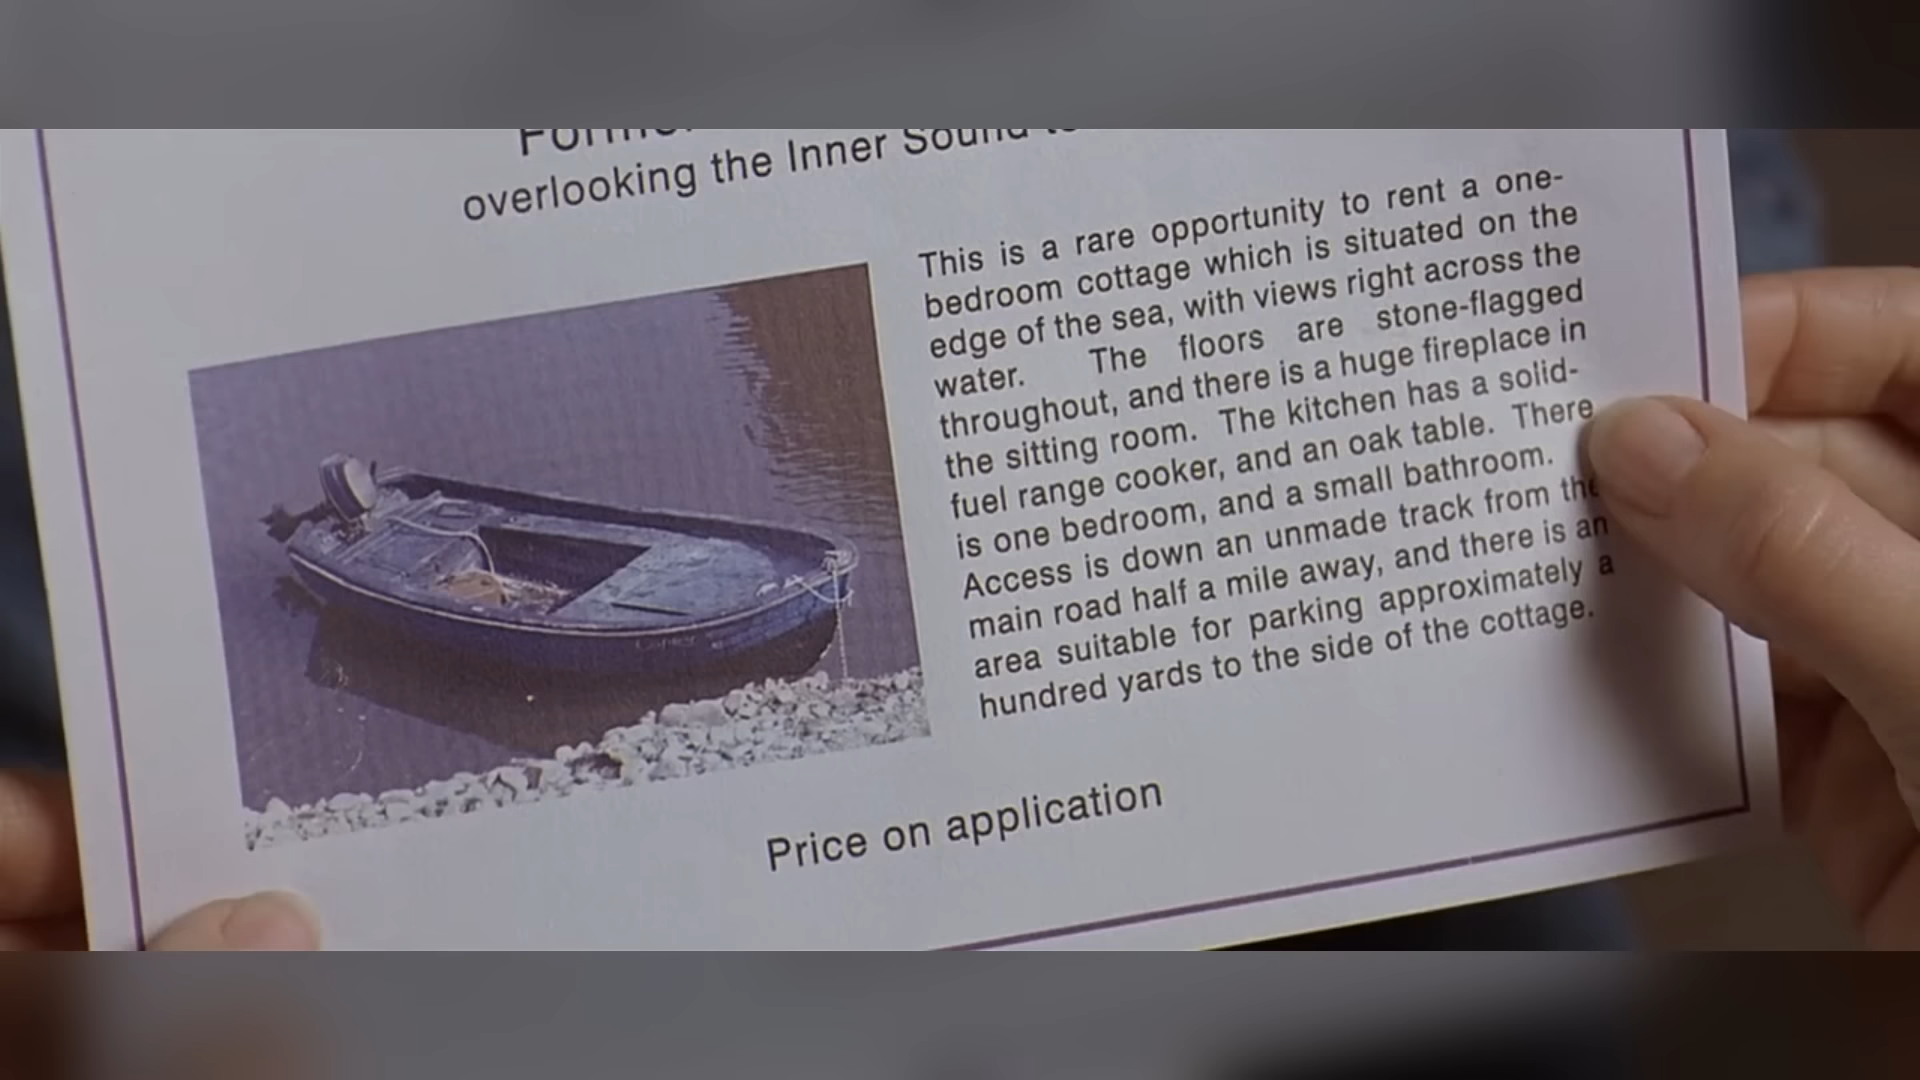 overlooking the Inner Sound
This is a rare opportunity to rent a one-
bedroom cottage which is situated on the
edge of the sea, with views right across the
water. The floors are stone-flagged
throughout, and there is a huge fireplace in
the sitting room. The kitchen has a solid-
fuel range cooker, and an oak table. There
is one bedroom, and a small bathroom.
Access is down an unmade track from the
main road half a mile away, and there is an
area suitable for parking approximately a
hundred yards to the side of the cottage.
Price on application